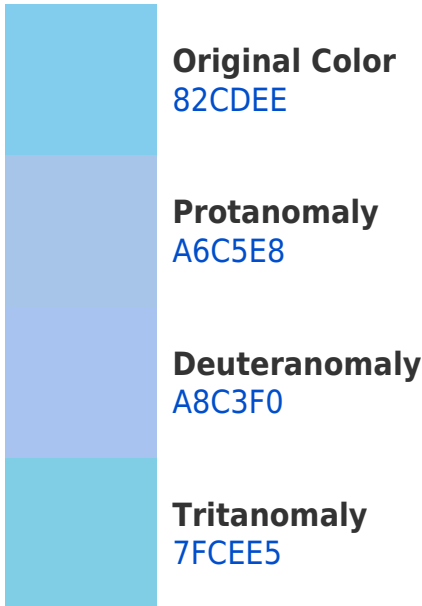 Original Color
82CDEE
Protanomaly
A6C5E8
Deuteranomaly
A8C3F0
Tritanomaly
7FCEE5